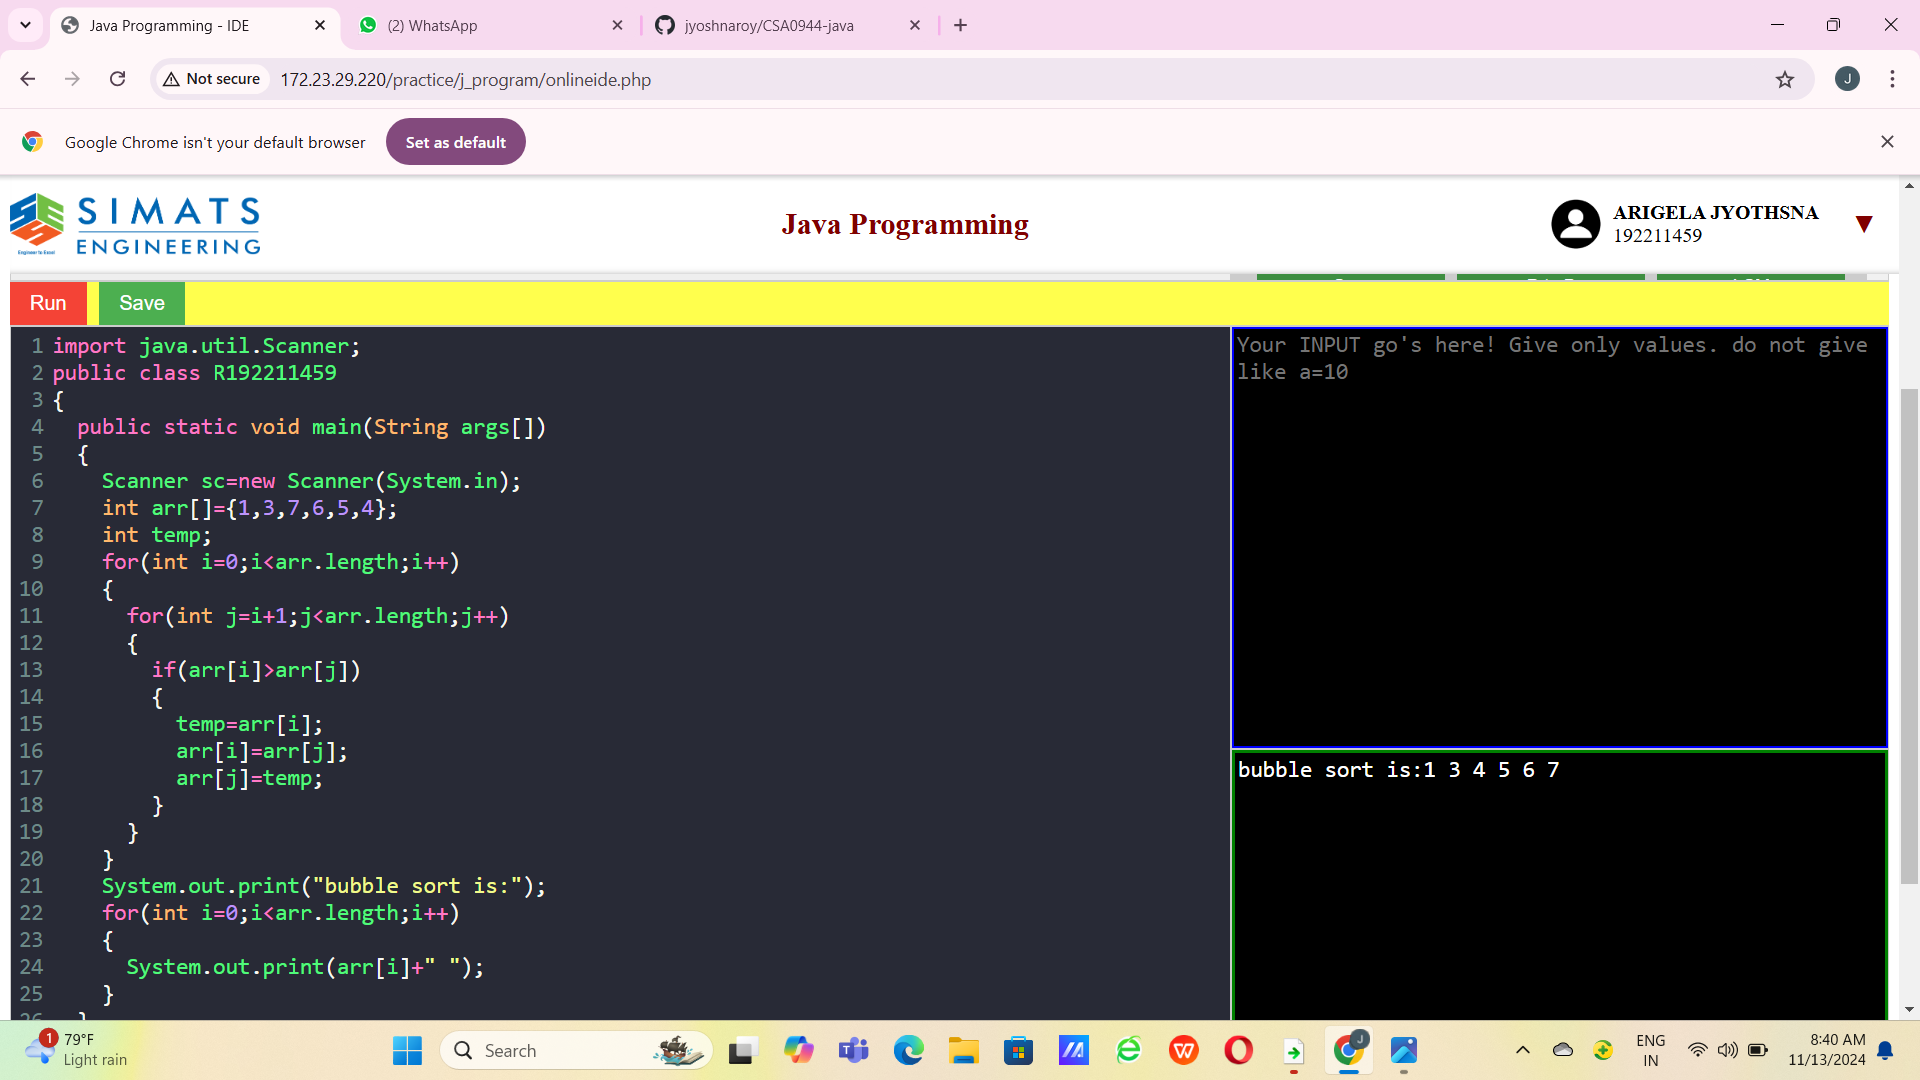 Java Programming - IDE
(2) WhatsApp
jyoshnaroy/CSA0944-java
Not secure
172.23.29.220/practice/j_program/onlineide.php
J
Google Chrome isn't your default browser
Set as default
SIMATS
ENGINEERING
Engineer to Excel
Java Programming
ARIGELA JYOTHSNA
192211459
Run
Save
1 import java.util.Scanner;
2 public class R192211459
3 {
4   public static void main(String args[])
5   {
6     Scanner sc=new Scanner(System.in);
7     int arr[]={1,3,7,6,5,4};
8     int temp;
9     for(int i=0;i<arr.length;i++)
10     {
11       for(int j=i+1;j<arr.length;j++)
12       {
13         if(arr[i]>arr[j])
14         {
15           temp=arr[i];
16           arr[i]=arr[j];
17           arr[j]=temp;
18         }
19       }
20     }
21     System.out.print("bubble sort is:");
22     for(int i=0;i<arr.length;i++)
23     {
24       System.out.print(arr[i]+" ");
25     }
26   }
Your INPUT go's here! Give only values. do not give
like a=10
bubble sort is:1 3 4 5 6 7
1
79°F
Light rain
Search
J
ENG
IN
8:40 AM
11/13/2024